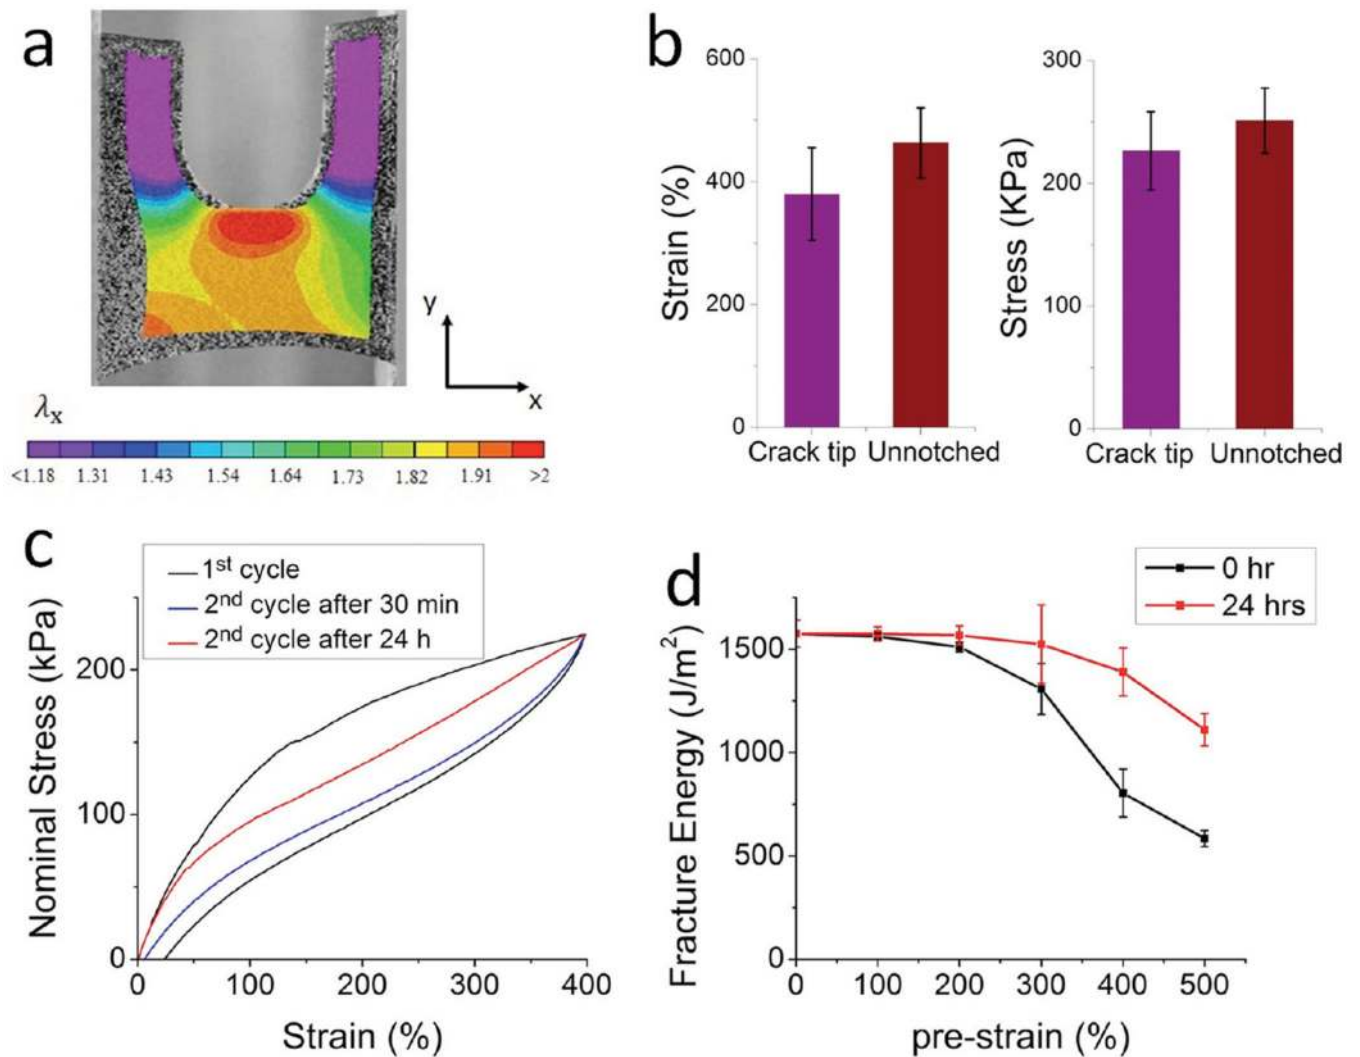 a
y
x
λx
<1.18 1.31 1.43 1.54 1.64 1.73 1.82 1.91 >2
b
600
400
200
0
Strain (%)
Crack tip Unnotched
300
200
100
0
Stress (KPa)
Crack tip Unnotched
c
1st cycle
2nd cycle after 30 min
2nd cycle after 24 h
200
100
0
Nominal Stress (kPa)
0 100 200 300 400
Strain (%)
d
0 hr
24 hrs
1500
1000
500
0
Fracture Energy (J/m²)
0 100 200 300 400 500
pre-strain (%)